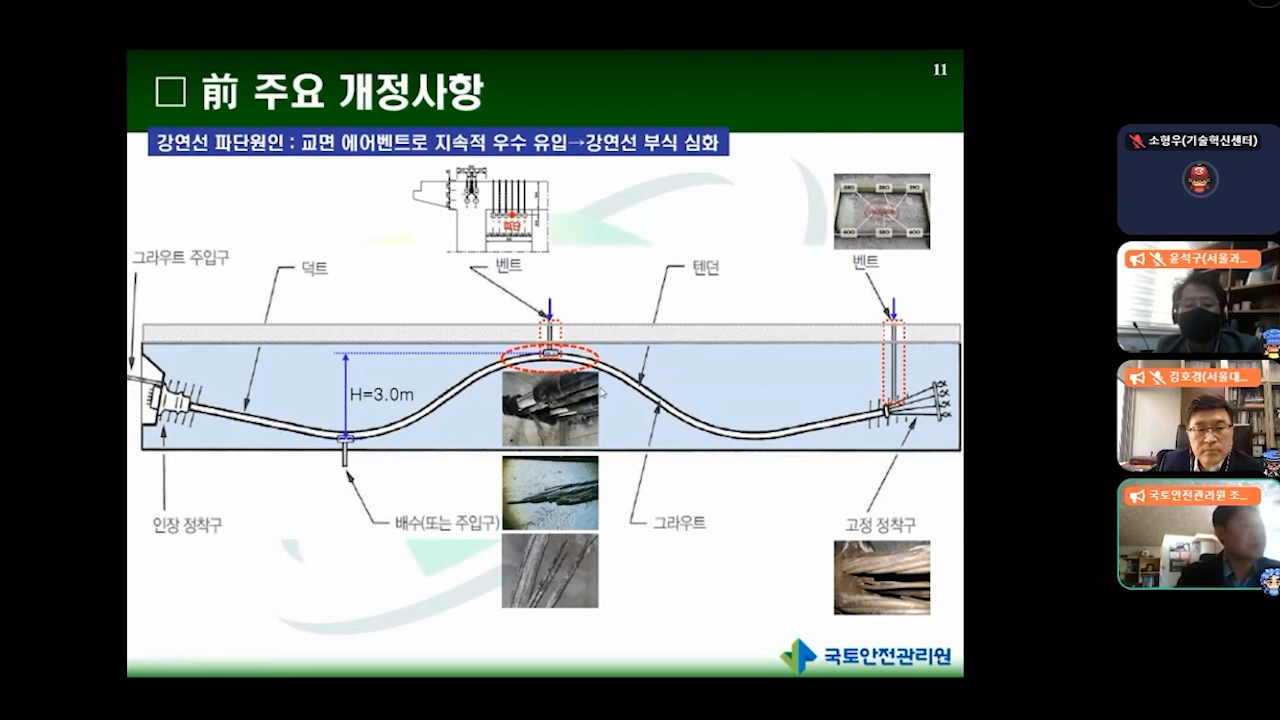 11
□ 前 주요 개정사항
강연선 파단원인 : 교면 에어벤트로 지속적 우수 유입→강연선 부식 심화
그라우트 주입구
덕트
벤트
텐던
벤트
H=3.0m
인장 정착구
배수(또는 주입구)
그라우트
고정 정착구
국토안전관리원
소형우(기술혁신센터)
윤석구(서울과...
김호경(서울대...
국토안전관리원 조...